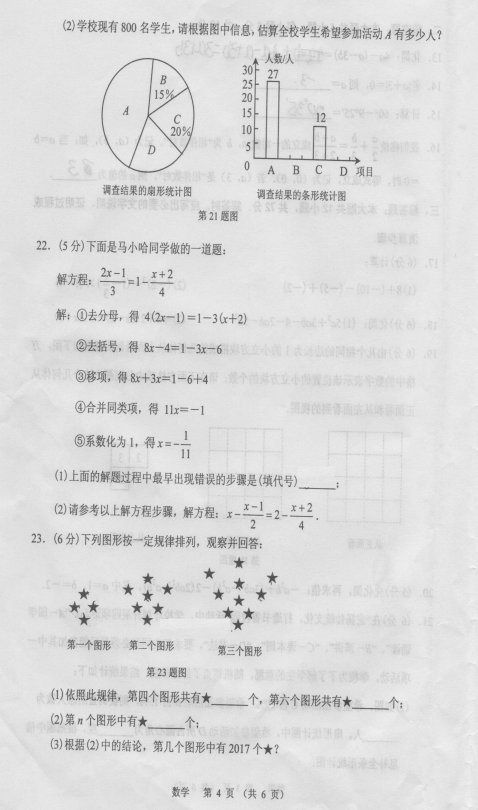 (2)学校现有 800 名学生,请根据图中信息,估算全校学生希望参加活动 A 有多少人?
人数/人
30
25
20
15
10
5
0
27
12
A B C D 项目
A
B
15%
C
20%
D
调查结果的扇形统计图
调查结果的条形统计图
第 21 题图
22.(5 分)下面是马小哈同学做的一道题:
解方程:(2x−1)/3=1−(x+2)/4
解:①去分母,得 4(2x−1)=1−3(x+2)
②去括号,得 8x−4=1−3x−6
③移项,得 8x+3x=1−6+4
④合并同类项,得 11x=−1
⑤系数化为 1,得 x=−1/11
(1)上面的解题过程中最早出现错误的步骤是(填代号)______;
(2)请参考以上解方程步骤,解方程:x−(x−1)/2=2−(x+2)/4.
23.(6 分)下列图形按一定规律排列,观察并回答:
第一个图形 第二个图形 第三个图形
第 23 题图
(1)依照此规律,第四个图形共有★______个,第六个图形共有★______个;
(2)第 n 个图形中有★______个;
(3)根据(2)中的结论,第几个图形中有 2017 个★?
数学 第 4 页 (共 6 页)